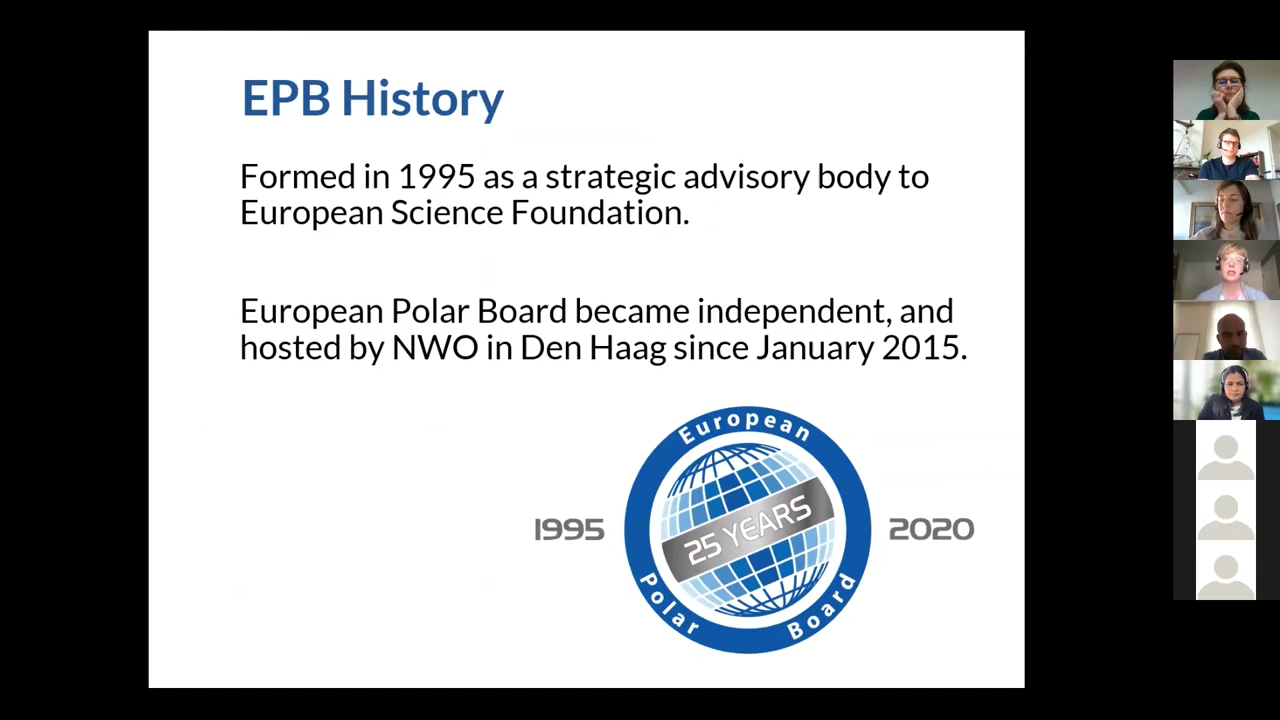 EPB History
Formed in 1995 as a strategic advisory body to
European Science Foundation.
European Polar Board became independent, and
hosted by NWO in Den Haag since January 2015.
European
1995
25 YEARS
2020
Polar Board